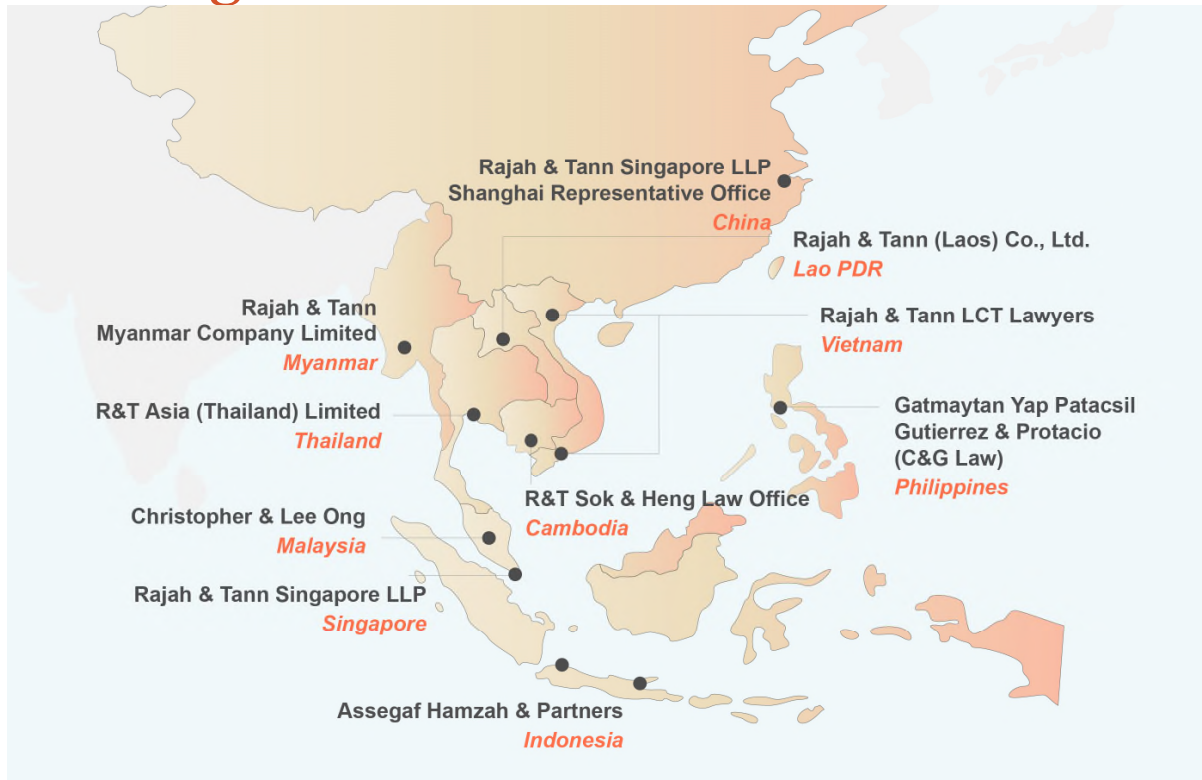 Rajah & Tann Singapore LLP
Shanghai Representative Office
China
Rajah & Tann (Laos) Co., Ltd.
Lao PDR
Rajah & Tann
Myanmar Company Limited
Myanmar
Rajah & Tann LCT Lawyers
Vietnam
R&T Asia (Thailand) Limited
Thailand
Gatmaytan Yap Patacsil
Gutierrez & Protacio
(C&G Law)
Philippines
R&T Sok & Heng Law Office
Cambodia
Christopher & Lee Ong
Malaysia
Rajah & Tann Singapore LLP
Singapore
Assegaf Hamzah & Partners
Indonesia